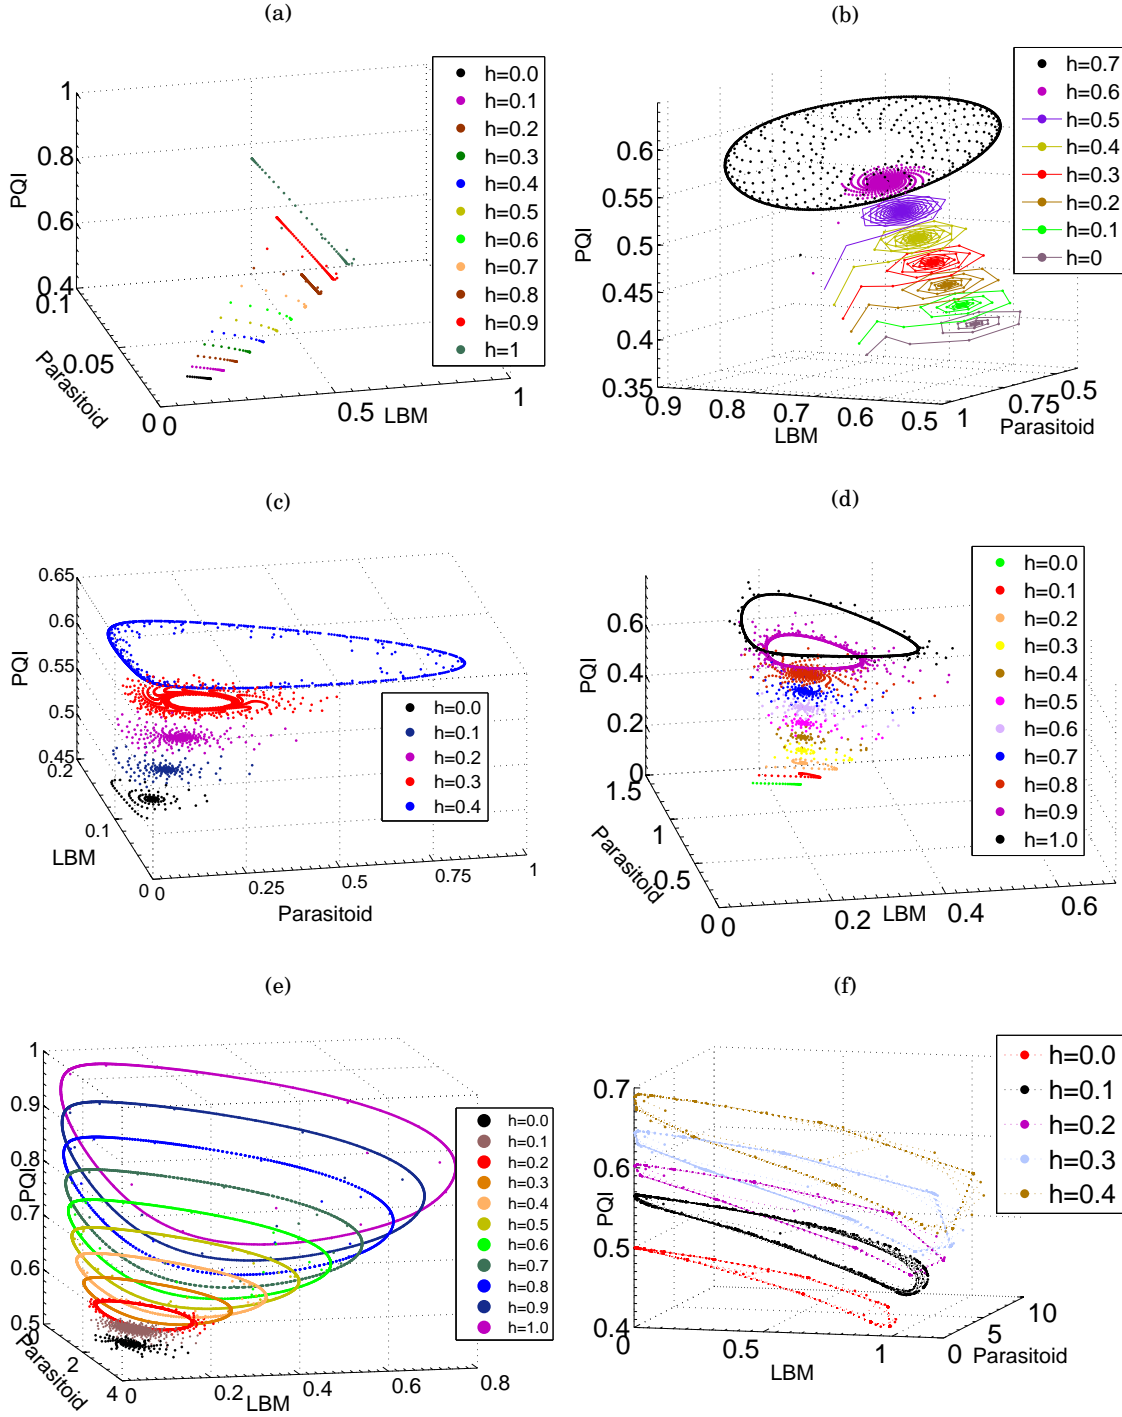 (a)
PQI
1
0.8
0.6
0.4
0.1
0.05
0
Parasitoid
0
0.5
1
LBM
h=0.0
h=0.1
h=0.2
h=0.3
h=0.4
h=0.5
h=0.6
h=0.7
h=0.8
h=0.9
h=1
(b)
PQI
0.6
0.55
0.5
0.45
0.4
0.35
0.9
0.8
0.7
0.6
0.5
LBM
1
0.75
0.5
Parasitoid
h=0.7
h=0.6
h=0.5
h=0.4
h=0.3
h=0.2
h=0.1
h=0
(c)
PQI
0.65
0.6
0.55
0.5
0.45
0.2
0.1
0
LBM
0
0.25
0.5
0.75
1
Parasitoid
h=0.0
h=0.1
h=0.2
h=0.3
h=0.4
(d)
PQI
0.6
0.4
0.2
0
1.5
1
0.5
0
Parasitoid
0
0.2
0.4
0.6
LBM
h=0.0
h=0.1
h=0.2
h=0.3
h=0.4
h=0.5
h=0.6
h=0.7
h=0.8
h=0.9
h=1.0
(e)
PQI
1
0.9
0.8
0.7
0.6
0.5
0
2
4
Parasitoid
0
0.2
0.4
0.6
0.8
LBM
h=0.0
h=0.1
h=0.2
h=0.3
h=0.4
h=0.5
h=0.6
h=0.7
h=0.8
h=0.9
h=1.0
(f)
PQI
0.7
0.6
0.5
0.4
0
0.5
1
LBM
0
5
10
Parasitoid
h=0.0
h=0.1
h=0.2
h=0.3
h=0.4